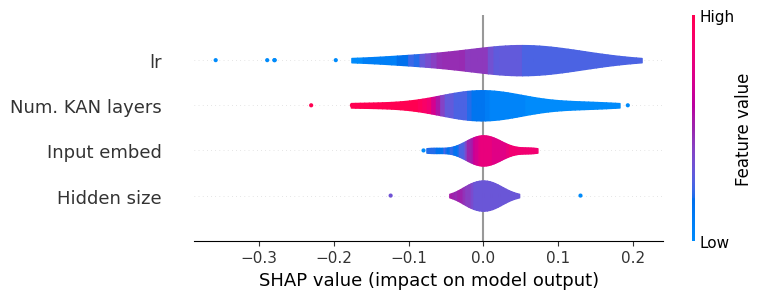 High
lr
Num. KAN layers
Input embed
Hidden size
Feature value
Low
−0.3 −0.2 −0.1 0.0 0.1 0.2
SHAP value (impact on model output)